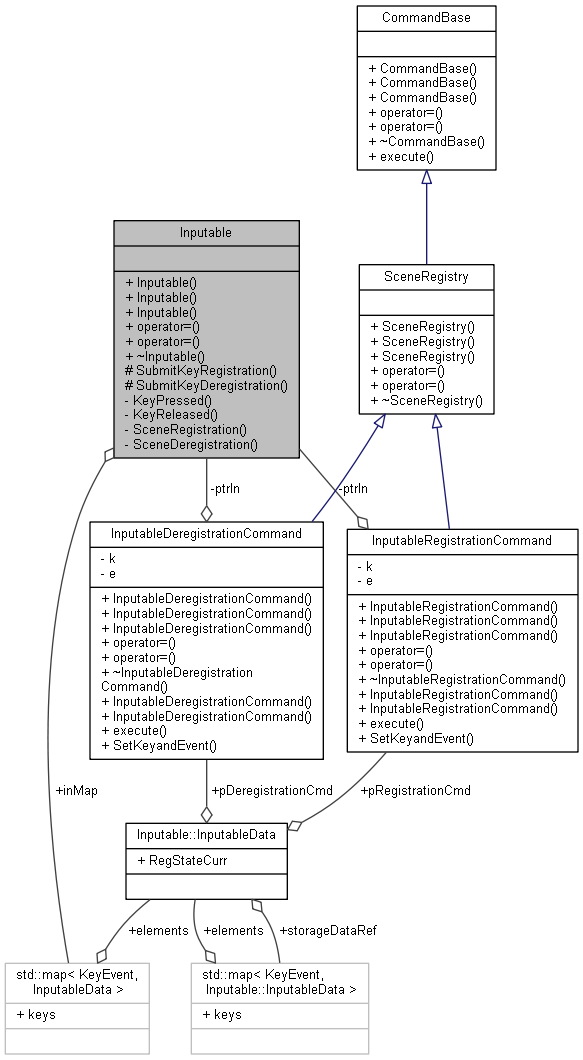 CommandBase
+ CommandBase()
+ CommandBase()
+ CommandBase()
+ operator=()
+ operator=()
+ ~CommandBase()
+ execute()
Inputable
+ Inputable()
+ Inputable()
+ Inputable()
+ operator=()
+ operator=()
+ ~Inputable()
# SubmitKeyRegistration()
# SubmitKeyDeregistration()
- KeyPressed()
- KeyReleased()
- SceneRegistration()
- SceneDeregistration()
SceneRegistry
+ SceneRegistry()
+ SceneRegistry()
+ SceneRegistry()
+ operator=()
+ operator=()
+ ~SceneRegistry()
-ptrIn
-ptrIn
InputableDeregistrationCommand
- k
- e
+ InputableDeregistrationCommand()
+ InputableDeregistrationCommand()
+ InputableDeregistrationCommand()
+ operator=()
+ operator=()
+ ~InputableDeregistration
Command()
+ InputableDeregistrationCommand()
+ InputableDeregistrationCommand()
+ execute()
+ SetKeyandEvent()
InputableRegistrationCommand
- k
- e
+ InputableRegistrationCommand()
+ InputableRegistrationCommand()
+ InputableRegistrationCommand()
+ operator=()
+ operator=()
+ ~InputableRegistrationCommand()
+ InputableRegistrationCommand()
+ InputableRegistrationCommand()
+ execute()
+ SetKeyandEvent()
+inMap
+pDeregistrationCmd
+pRegistrationCmd
Inputable::InputableData
+ RegStateCurr
+elements
+elements
+storageDataRef
std::map< KeyEvent,
InputableData >
+ keys
std::map< KeyEvent,
Inputable::InputableData >
+ keys